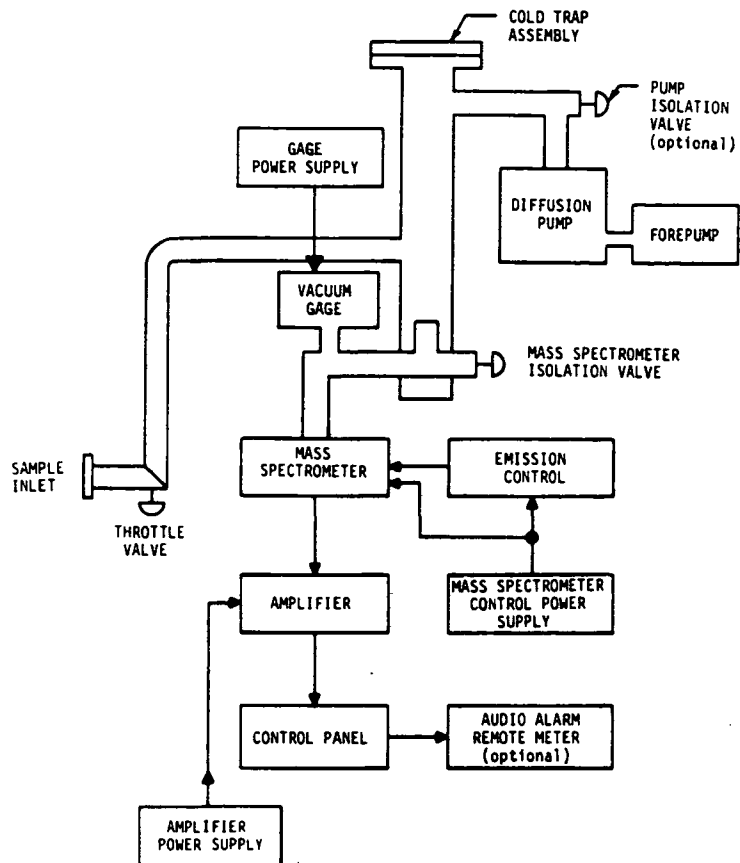 COLD TRAP
ASSEMBLY
PUMP
ISOLATION
VALVE
(optional)
GAGE
POWER SUPPLY
DIFFUSION
PUMP
FOREPUMP
VACUUM
GAGE
MASS SPECTROMETER
ISOLATION VALVE
SAMPLE
INLET
THROTTLE
VALVE
MASS
SPECTROMETER
EMISSION
CONTROL
AMPLIFIER
MASS SPECTROMETER
CONTROL POWER
SUPPLY
CONTROL PANEL
AUDIO ALARM
REMOTE METER
(optional)
AMPLIFIER
POWER SUPPLY